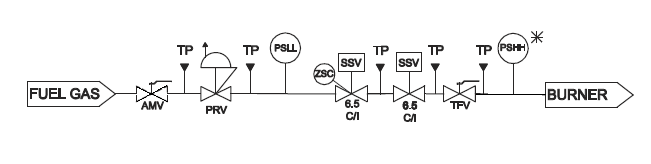 TP
TP
PSLL
ZSC
SSV
TP
SSV
TP
TP
PSHH
FUEL GAS
AMV
PRV
6.5
C/I
6.5
C/I
TFV
BURNER